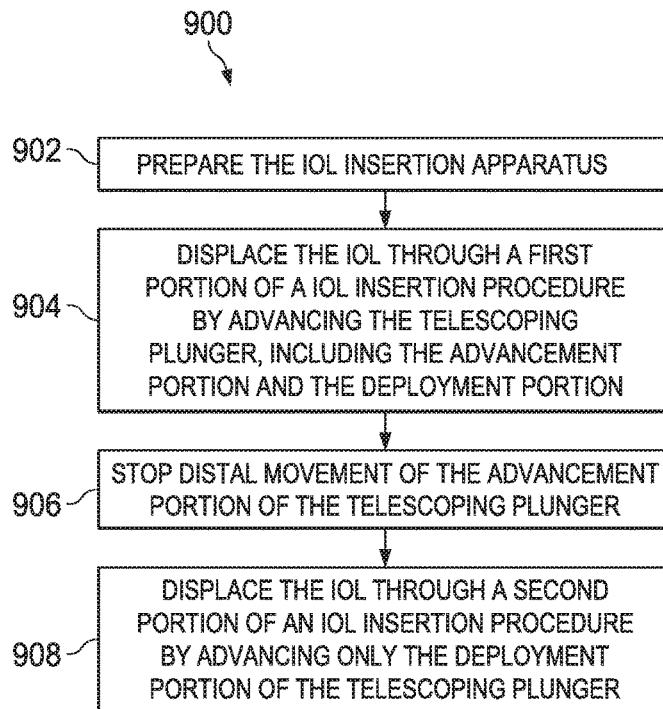 900
902
PREPARE THE IOL INSERTION APPARATUS
904
DISPLACE THE IOL THROUGH A FIRST
PORTION OF A IOL INSERTION PROCEDURE
BY ADVANCING THE TELESCOPING
PLUNGER, INCLUDING THE ADVANCEMENT
PORTION AND THE DEPLOYMENT PORTION
906
STOP DISTAL MOVEMENT OF THE ADVANCEMENT
PORTION OF THE TELESCOPING PLUNGER
908
DISPLACE THE IOL THROUGH A SECOND
PORTION OF AN IOL INSERTION PROCEDURE
BY ADVANCING ONLY THE DEPLOYMENT
PORTION OF THE TELESCOPING PLUNGER